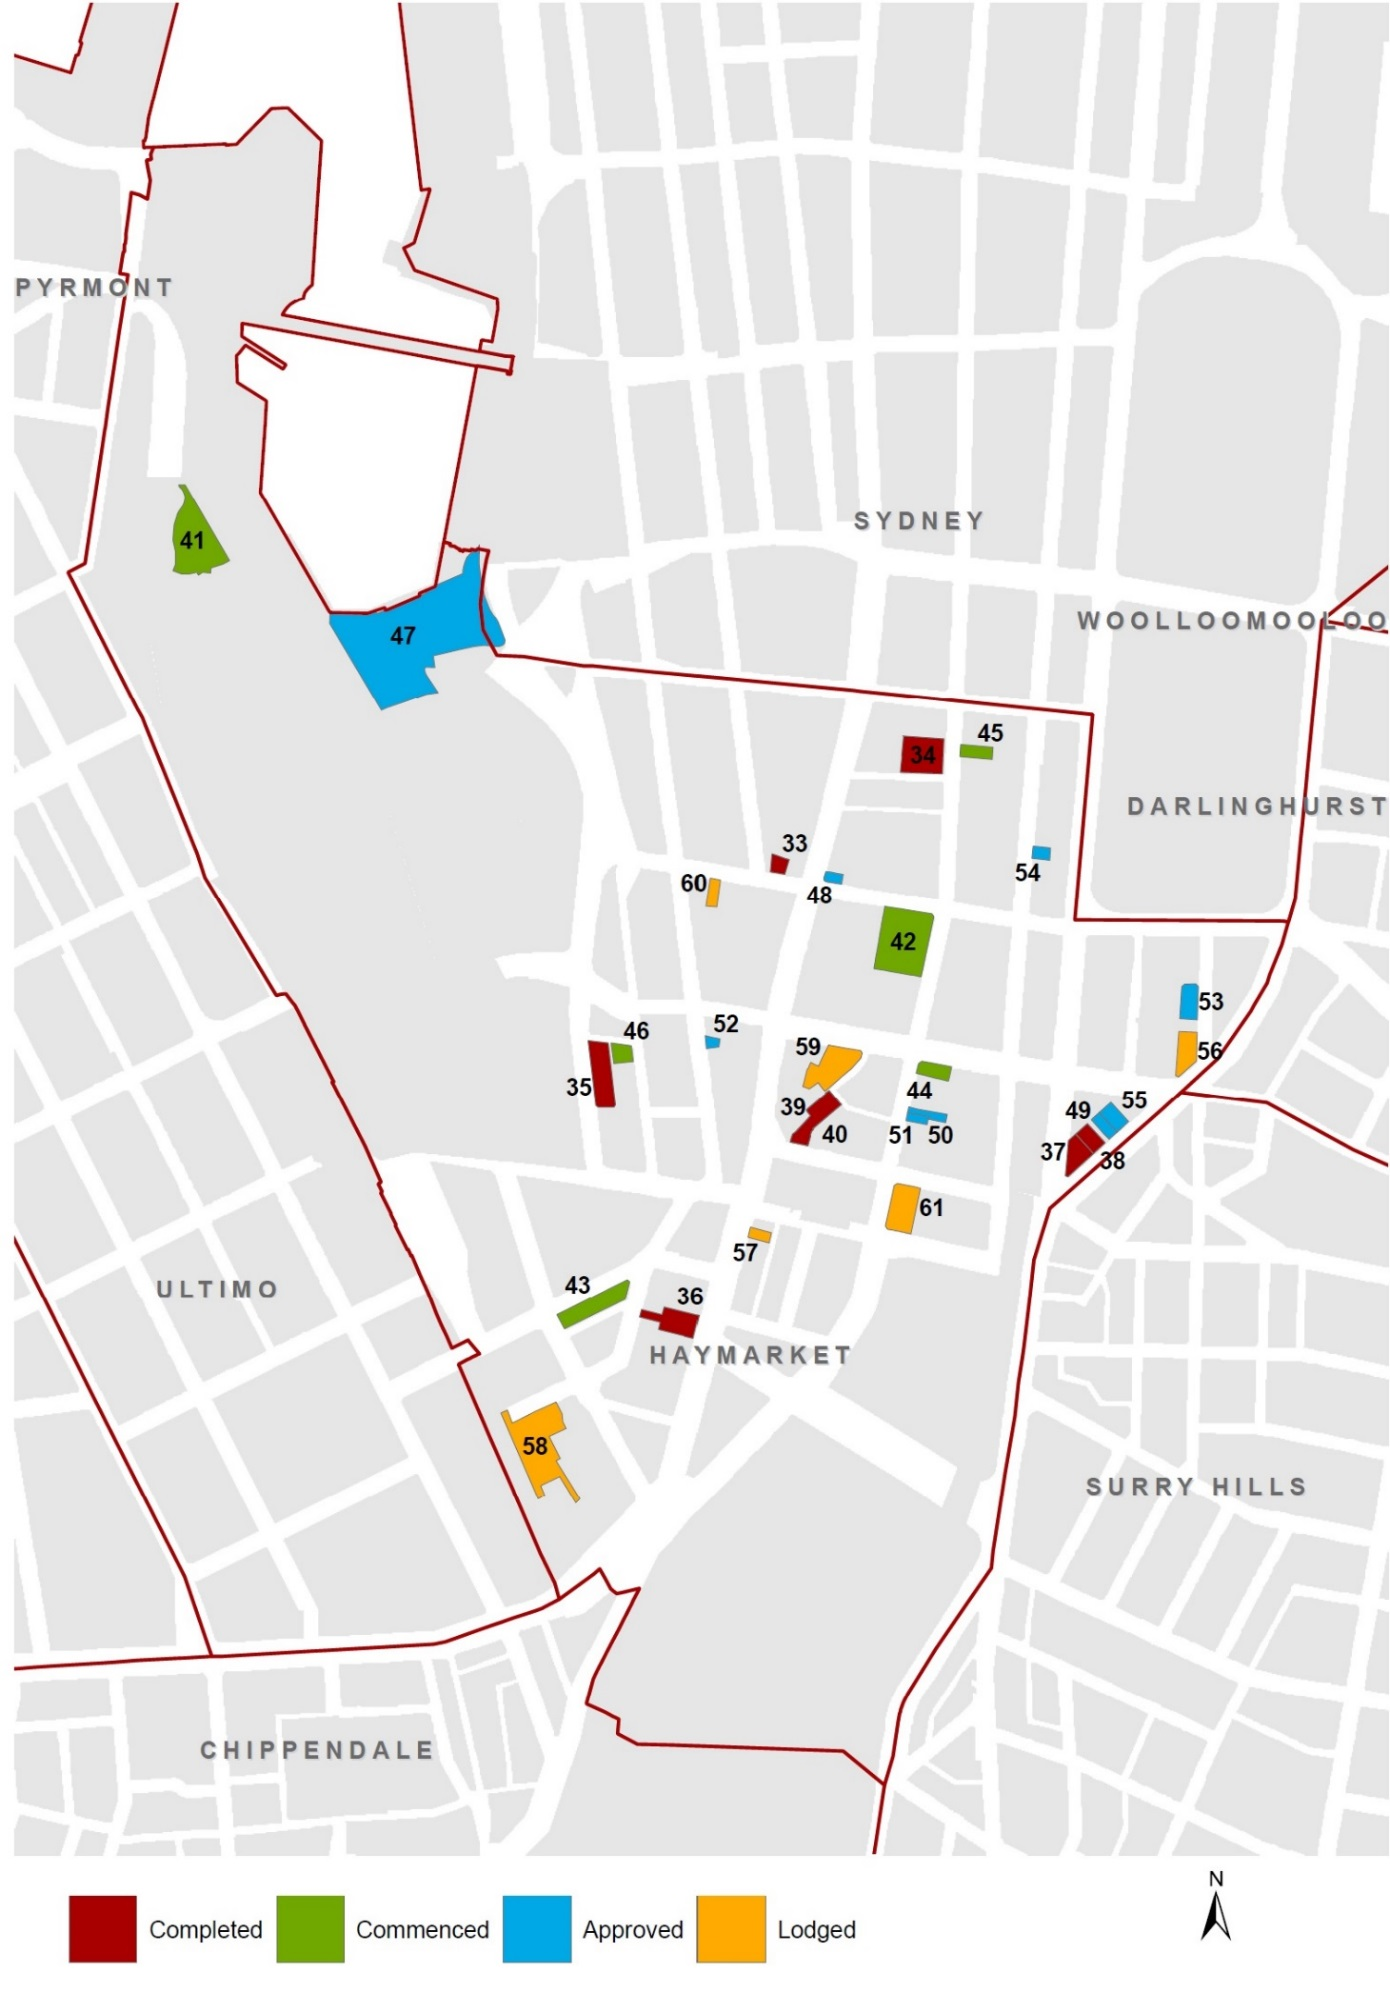 PYRMONT
SYDNEY
41
WOOLLOOMOOLOO
47
45
34
DARLINGHURST
33
54
60
48
42
53
52
46
59
56
35
44
55
39
49
40
51
50
37
38
61
57
43
36
ULTIMO
HAYMARKET
58
SURRY HILLS
CHIPPENDALE
N
Completed
Commenced
Approved
Lodged